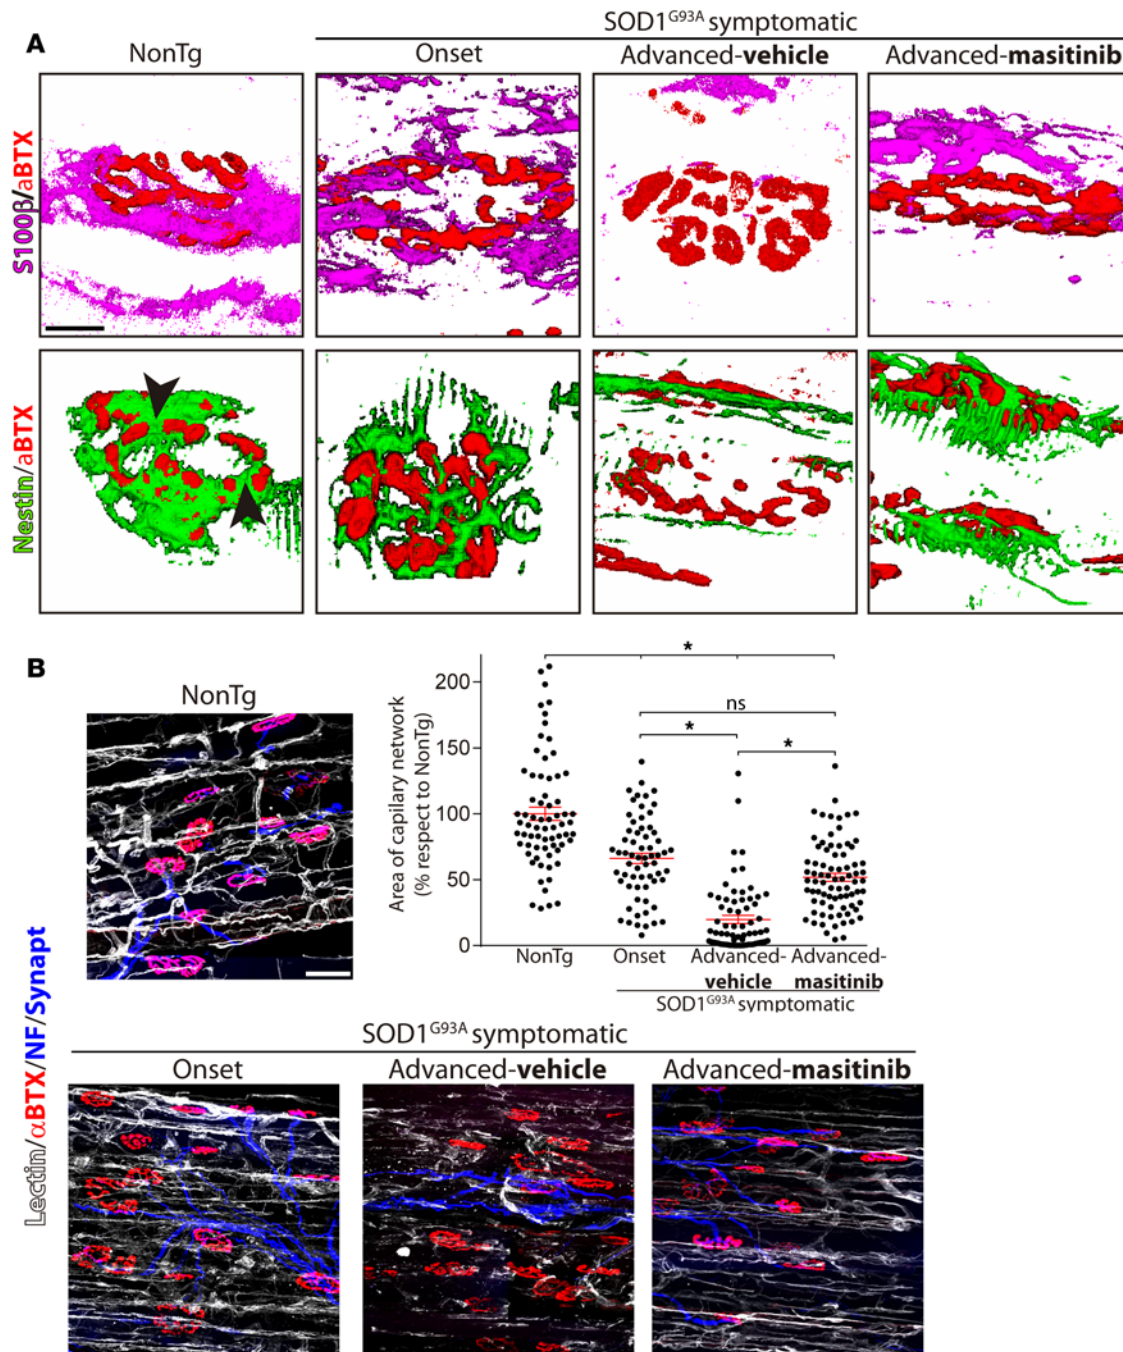 A
SOD1G93A symptomatic
NonTg
Onset
Advanced-vehicle
Advanced-masitinib
S100β/aBTX
Nestin/aBTX
B
NonTg
Lectin/αBTX/NF/Synapt
Area of capilary network
(% respect to NonTg)
200
150
100
50
0
*
ns
*
*
NonTg
Onset
Advanced-
vehicle
Advanced-
masitinib
SOD1G93A symptomatic
SOD1G93A symptomatic
Onset
Advanced-vehicle
Advanced-masitinib